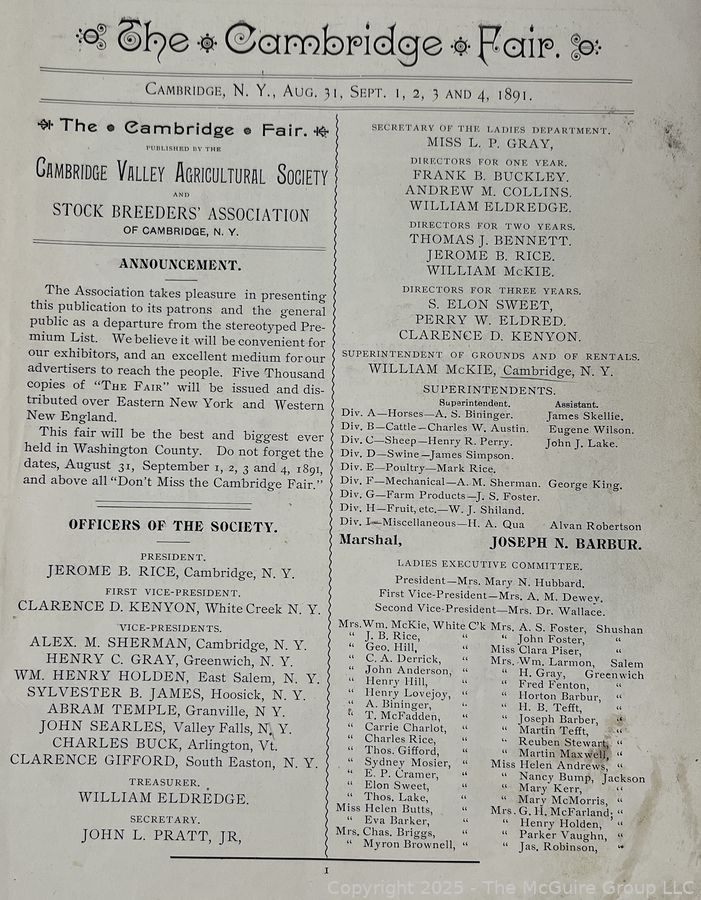 The Cambridge Fair.
CAMBRIDGE, N. Y., AUG. 31, SEPT. 1, 2, 3 AND 4, 1891.
The Cambridge Fair.
PUBLISHED BY THE
CAMBRIDGE VALLEY AGRICULTURAL SOCIETY
AND
STOCK BREEDERS' ASSOCIATION
OF CAMBRIDGE, N. Y.
ANNOUNCEMENT.
The Association takes pleasure in presenting
this publication to its patrons and the general
public as a departure from the stereotyped Pre-
mium List. We believe it will be convenient for
our exhibitors, and an excellent medium for our
advertisers to reach the people. Five Thousand
copies of "THE FAIR" will be issued and dis-
tributed over Eastern New York and Western
New England.
This fair will be the best and biggest ever
held in Washington County. Do not forget the
dates, August 31, September 1, 2, 3 and 4, 1891,
and above all "Don't Miss the Cambridge Fair."
OFFICERS OF THE SOCIETY.
PRESIDENT.
JEROME B. RICE, Cambridge, N. Y.
FIRST VICE-PRESIDENT.
CLARENCE D. KENYON, White Creek N. Y.
VICE-PRESIDENTS.
ALEX. M. SHERMAN, Cambridge, N. Y.
HENRY C. GRAY, Greenwich, N. Y.
WM. HENRY HOLDEN, East Salem, N. Y.
SYLVESTER B. JAMES, Hoosick, N. Y.
ABRAM TEMPLE, Granville, N Y.
JOHN SEARLES, Valley Falls, N. Y.
CHARLES BUCK, Arlington, Vt.
CLARENCE GIFFORD, South Easton, N. Y.
TREASURER.
WILLIAM ELDREDGE.
SECRETARY.
JOHN L. PRATT, JR,
SECRETARY OF THE LADIES DEPARTMENT.
MISS L. P. GRAY,
DIRECTORS FOR ONE YEAR.
FRANK B. BUCKLEY.
ANDREW M. COLLINS.
WILLIAM ELDREDGE.
DIRECTORS FOR TWO YEARS.
THOMAS J. BENNETT.
JEROME B. RICE.
WILLIAM McKIE.
DIRECTORS FOR THREE YEARS.
S. ELON SWEET,
PERRY W. ELDRED.
CLARENCE D. KENYON.
SUPERINTENDENT OF GROUNDS AND OF RENTALS.
WILLIAM McKIE, Cambridge, N. Y.
SUPERINTENDENTS.
Superintendent. Assistant.
Div. A—Horses—A. S. Bininger. James Skellie.
Div. B—Cattle—Charles W. Austin. Eugene Wilson.
Div. C—Sheep—Henry R. Perry. John J. Lake.
Div. D—Swine—James Simpson.
Div. E—Poultry—Mark Rice.
Div. F—Mechanical—A. M. Sherman. George King.
Div. G—Farm Products—J. S. Foster.
Div. H—Fruit, etc.—W. J. Shiland.
Div. I—Miscellaneous—H. A. Qua Alvan Robertson
Marshal, JOSEPH N. BARBUR.
LADIES EXECUTIVE COMMITTEE.
President—Mrs. Mary N. Hubbard.
First Vice-President—Mrs. A. M. Dewey.
Second Vice-President—Mrs. Dr. Wallace.
Mrs. Wm. McKie, White C'k Mrs. A. S. Foster, Shushan
" J. B. Rice, " " John Foster, "
" Geo. Hill, " Miss Clara Piser, "
" C. A. Derrick, " Mrs. Wm. Larmon, Salem
" John Anderson, " " H. Gray, Greenwich
" Henry Hill, " " Fred Fenton, "
" Henry Lovejoy, " " Horton Barbur, "
" A. Bininger, " " H. B. Tefft, "
" T. McFadden, " " Joseph Barber, "
" Carrie Charlot, " " Martin Tefft, "
" Charles Rice, " " Reuben Stewart, "
" Thos. Gifford, " " Martin Maxwell, "
" Sydney Mosier, " Miss Helen Andrews, "
" E. P. Cramer, " " Nancy Bump, Jackson
" Elon Sweet, " " Mary Kerr, "
" Thos. Lake, " " Mary McMorris, "
Miss Helen Butts, " Mrs. G. H. McFarland; "
" Eva Barker, " " Henry Holden, "
Mrs. Chas. Briggs, " " Parker Vaughn, "
" Myron Brownell, " " Jas. Robinson, "
1
Copyright 2025 - The McGuire Group LLC